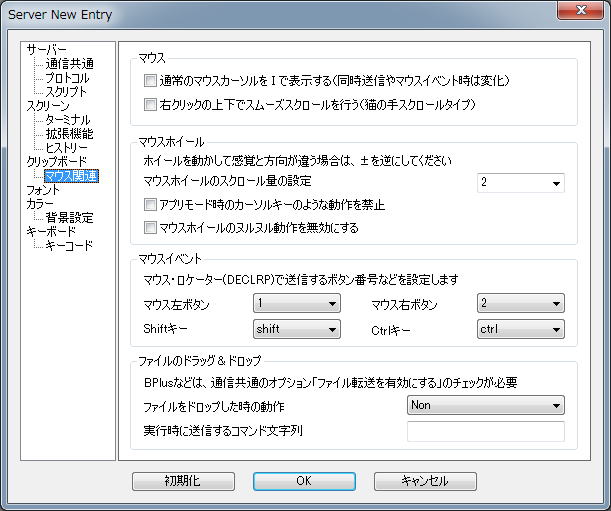 Server New Entry
サーバー
通信共通
プロトコル
スクリプト
スクリーン
ターミナル
拡張機能
ヒストリー
クリップボード
マウス関連
フォント
カラー
背景設定
キーボード
キーコード
マウス
通常のマウスカーソルをIで表示する(同時送信やマウスイベント時は変化)
右クリックの上下でスムーズスクロールを行う(猫の手スクロールタイプ)
マウスホイール
ホイールを動かして感覚と方向が違う場合は、±を逆にしてください
マウスホイールのスクロール量の設定 2
アプリモード時のカーソルキーのような動作を禁止
マウスホイールのヌルヌル動作を無効にする
マウスイベント
マウス・ロケーター(DECLRP)で送信するボタン番号などを設定します
マウス左ボタン 1 マウス右ボタン 2
Shiftキー shift Ctrlキー ctrl
ファイルのドラッグ&ドロップ
BPlusなどは、通信共通のオプション「ファイル転送を有効にする」のチェックが必要
ファイルをドロップした時の動作 Non
実行時に送信するコマンド文字列
初期化 OK キャンセル